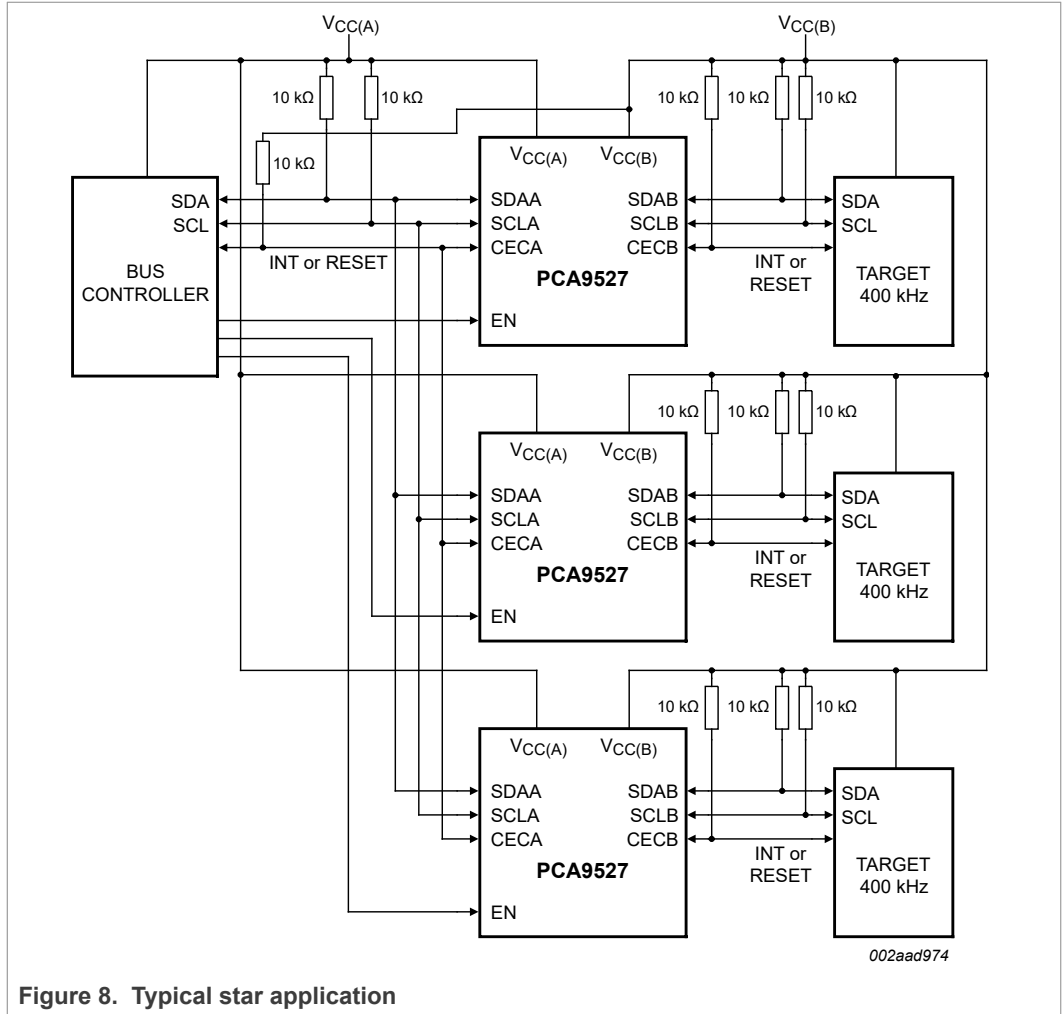 VCC(A)
VCC(B)
10 kΩ
10 kΩ
10 kΩ
10 kΩ
10 kΩ
10 kΩ
BUS
CONTROLLER
SDA
SCL
INT or RESET
VCC(A)
VCC(B)
SDAA
SCLA
CECA
EN
SDAB
SCLB
CECB
PCA9527
INT or
RESET
SDA
SCL
TARGET
400 kHz
10 kΩ
10 kΩ
10 kΩ
VCC(A)
VCC(B)
SDAA
SCLA
CECA
EN
SDAB
SCLB
CECB
PCA9527
INT or
RESET
SDA
SCL
TARGET
400 kHz
10 kΩ
10 kΩ
10 kΩ
VCC(A)
VCC(B)
SDAA
SCLA
CECA
EN
SDAB
SCLB
CECB
PCA9527
INT or
RESET
SDA
SCL
TARGET
400 kHz
002aad974
Figure 8. Typical star application